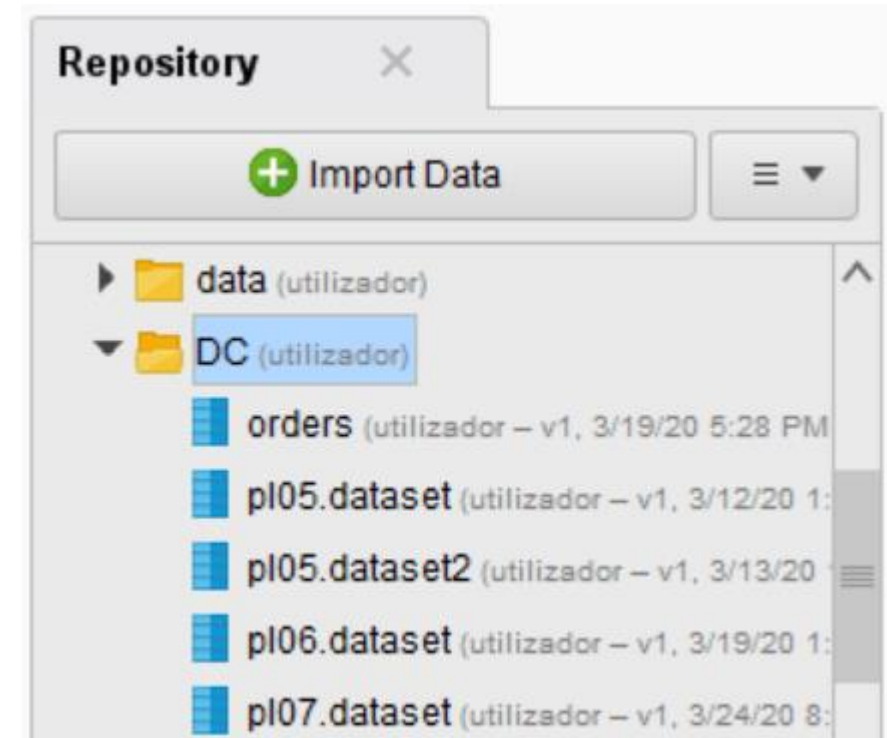 Repository
Import Data
data (utilizador)
DC (utilizador)
orders (utilizador – v1, 3/19/20 5:28 PM
pl05.dataset (utilizador – v1, 3/12/20 1:
pl05.dataset2 (utilizador – v1, 3/13/20
pl06.dataset (utilizador – v1, 3/19/20 1:
pl07.dataset (utilizador – v1, 3/24/20 8: